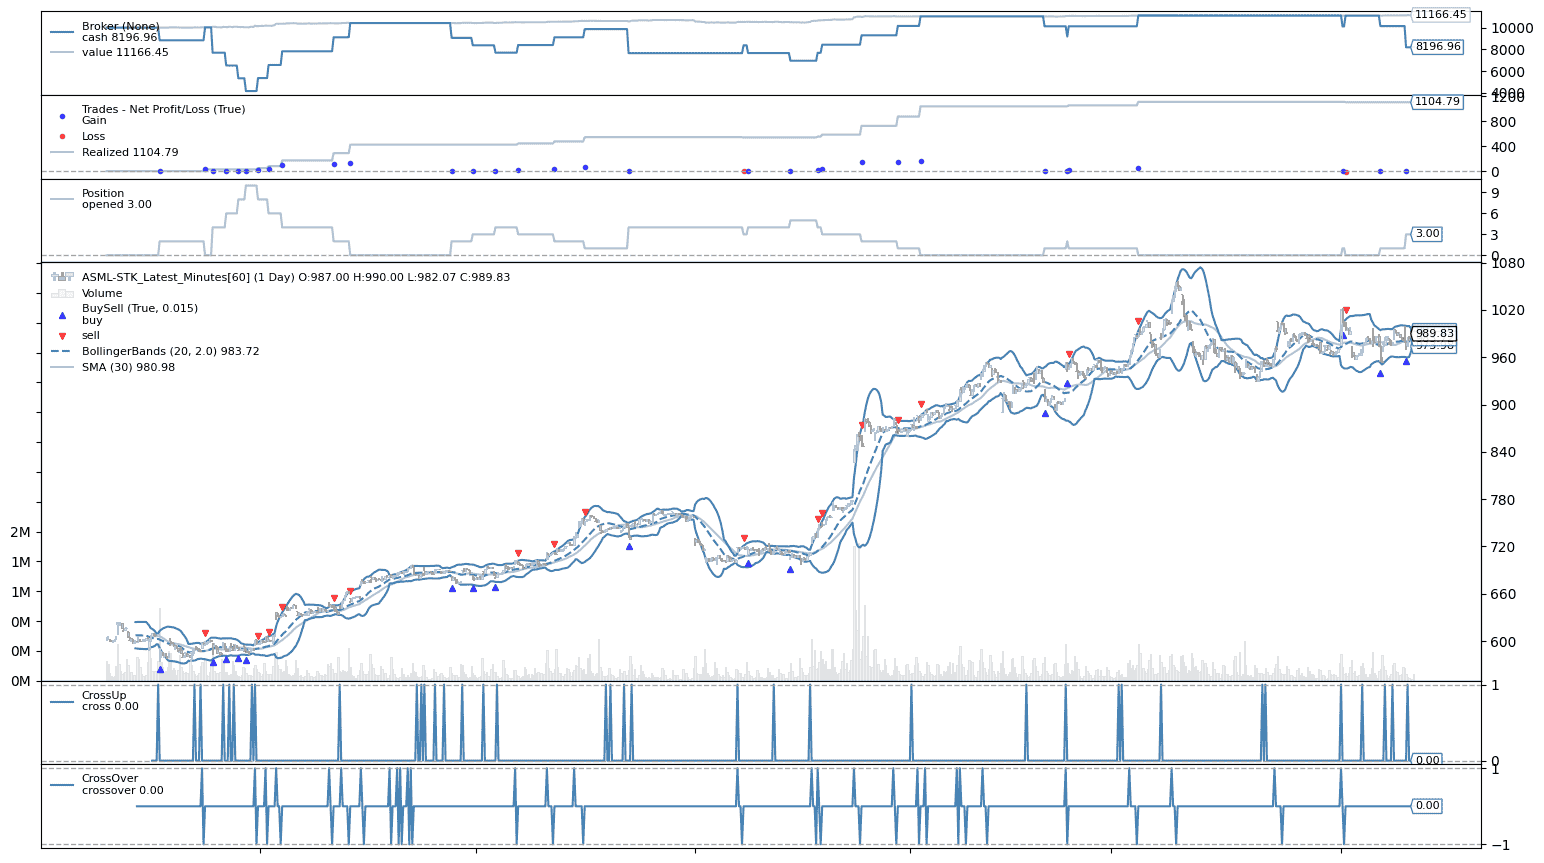 Broker (None)
cash 8196.96
value 11166.45
11166.45
10000
8196.96
8000
6000
4000
Trades - Net Profit/Loss (True)
Gain
Loss
Realized 1104.79
1200
1104.79
800
400
0
Position
opened 3.00
9
6
3.00
3
0
ASML-STK_Latest_Minutes[60] (1 Day) O:987.00 H:990.00 L:982.07 C:989.83
Volume
BuySell (True, 0.015)
buy
sell
BollingerBands (20, 2.0) 983.72
SMA (30) 980.98
1080
1020
989.83
960
900
840
780
720
660
600
2M
1M
1M
0M
0M
0M
CrossUp
cross 0.00
1
0
0.00
CrossOver
crossover 0.00
1
0.00
−1